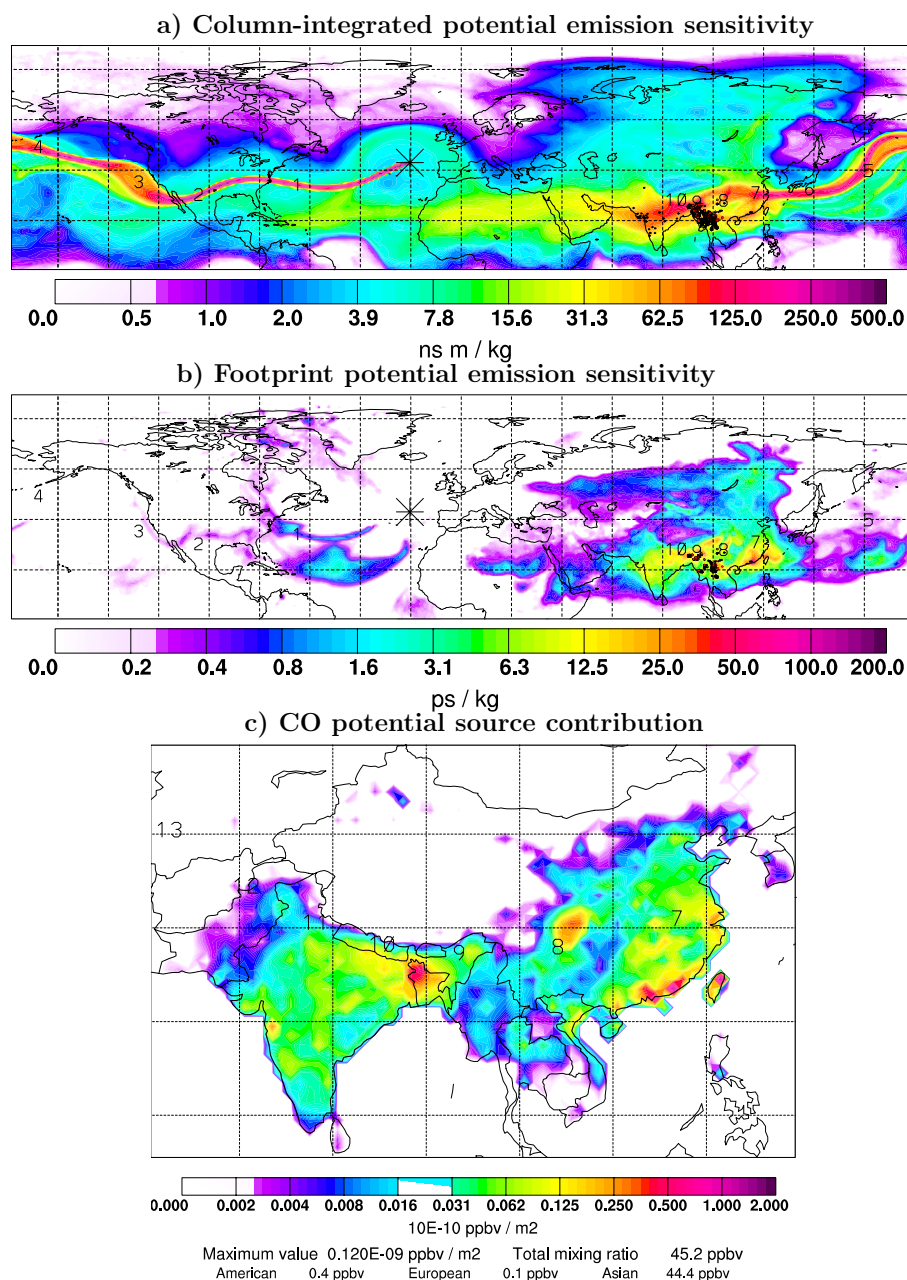 a) Column-integrated potential emission sensitivity
4 3 2 1 10 9 8 7 6 5
0.0 0.5 1.0 2.0 3.9 7.8 15.6 31.3 62.5 125.0 250.0 500.0
ns m / kg
b) Footprint potential emission sensitivity
4 3 2 1 10 9 8 7 6 5
0.0 0.2 0.4 0.8 1.6 3.1 6.3 12.5 25.0 50.0 100.0 200.0
ps / kg
c) CO potential source contribution
13
7
10 9 8
0.000 0.002 0.004 0.008 0.016 0.031 0.062 0.125 0.250 0.500 1.000 2.000
10E-10 ppbv / m2
Maximum value 0.120E-09 ppbv / m2 Total mixing ratio 45.2 ppbv
American 0.4 ppbv European 0.1 ppbv Asian 44.4 ppbv